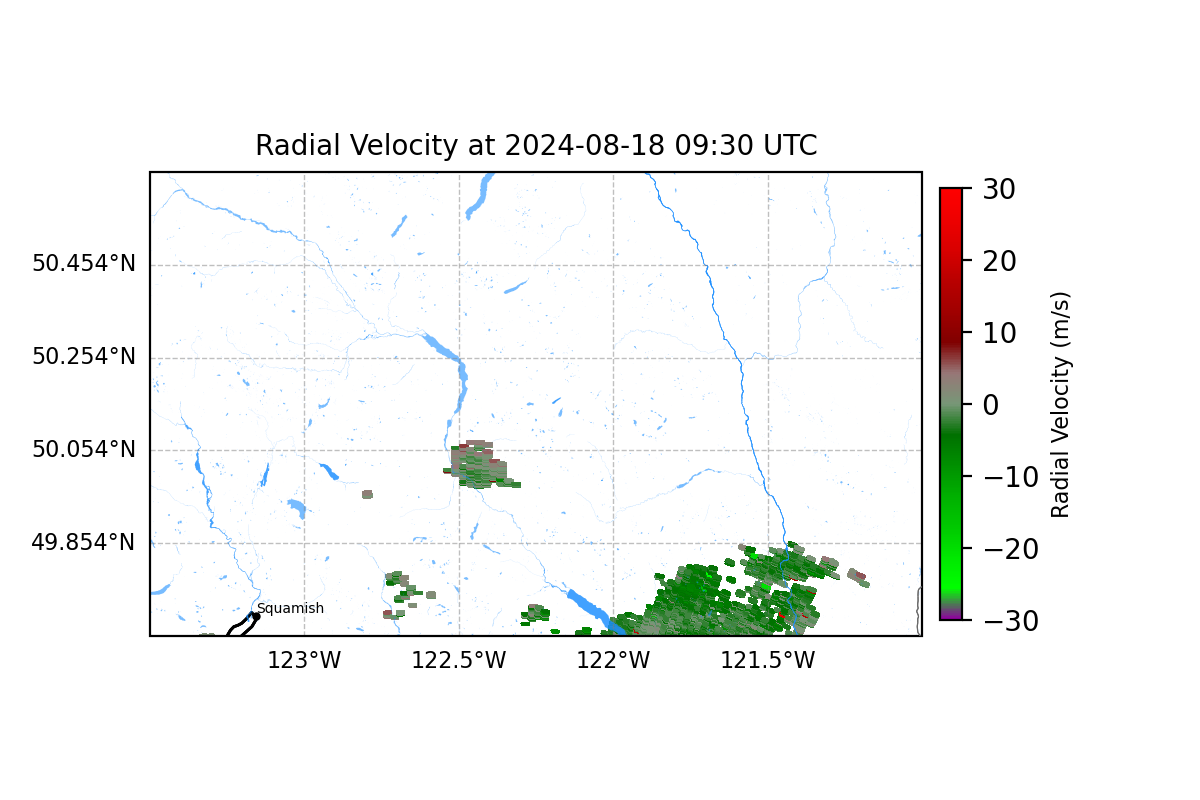 Radial Velocity at 2024-08-18 09:30 UTC
50.454°N
50.254°N
50.054°N
49.854°N
123°W
122.5°W
122°W
121.5°W
Squamish
30
20
10
0
−10
−20
−30
Radial Velocity (m/s)